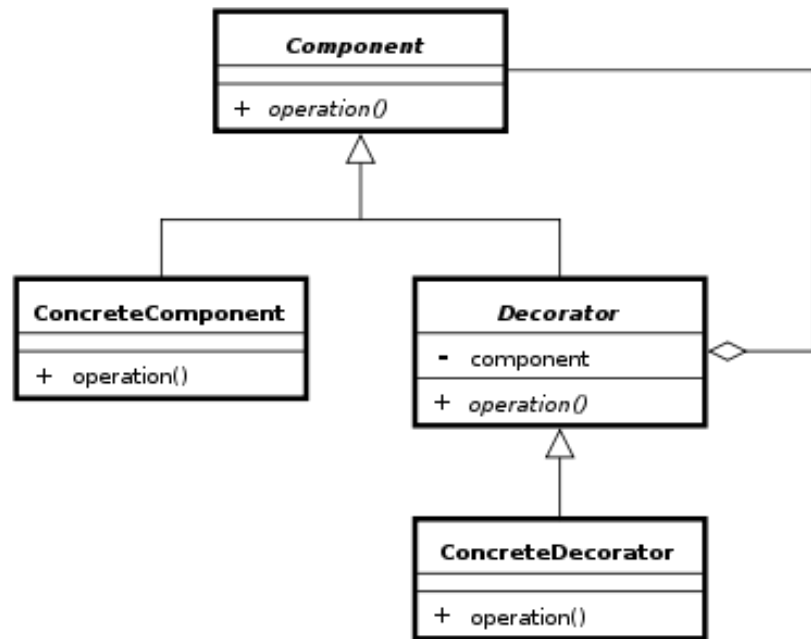 Component
+ operation()
ConcreteComponent
+ operation()
Decorator
- component
+ operation()
ConcreteDecorator
+ operation()